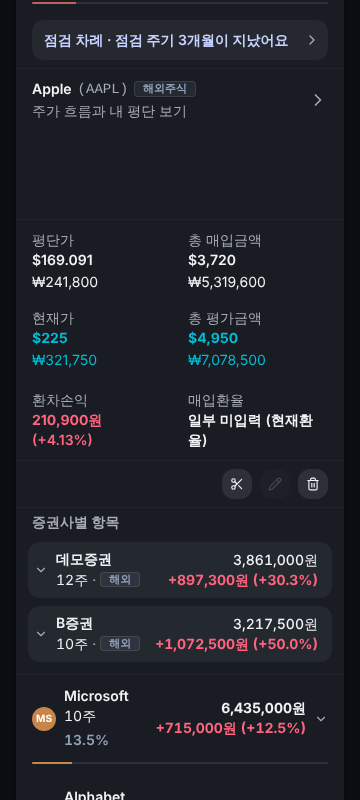 점검 차례 · 점검 주기 3개월이 지났어요
Apple (AAPL) 해외주식
주가 흐름과 내 평단 보기
평단가 총 매입금액
$169.091 $3,720
₩241,800 ₩5,319,600
현재가 총 평가금액
$225 $4,950
₩321,750 ₩7,078,500
환차손익 매입환율
210,900원 일부 미입력 (현재환
(+4.13%) 율)
증권사별 항목
데모증권 3,861,000원
12주 · 해외 +897,300원 (+30.3%)
B증권 3,217,500원
10주 · 해외 +1,072,500원 (+50.0%)
Microsoft
MS 10주 6,435,000원
+715,000원 (+12.5%)
13.5%
Alphabet